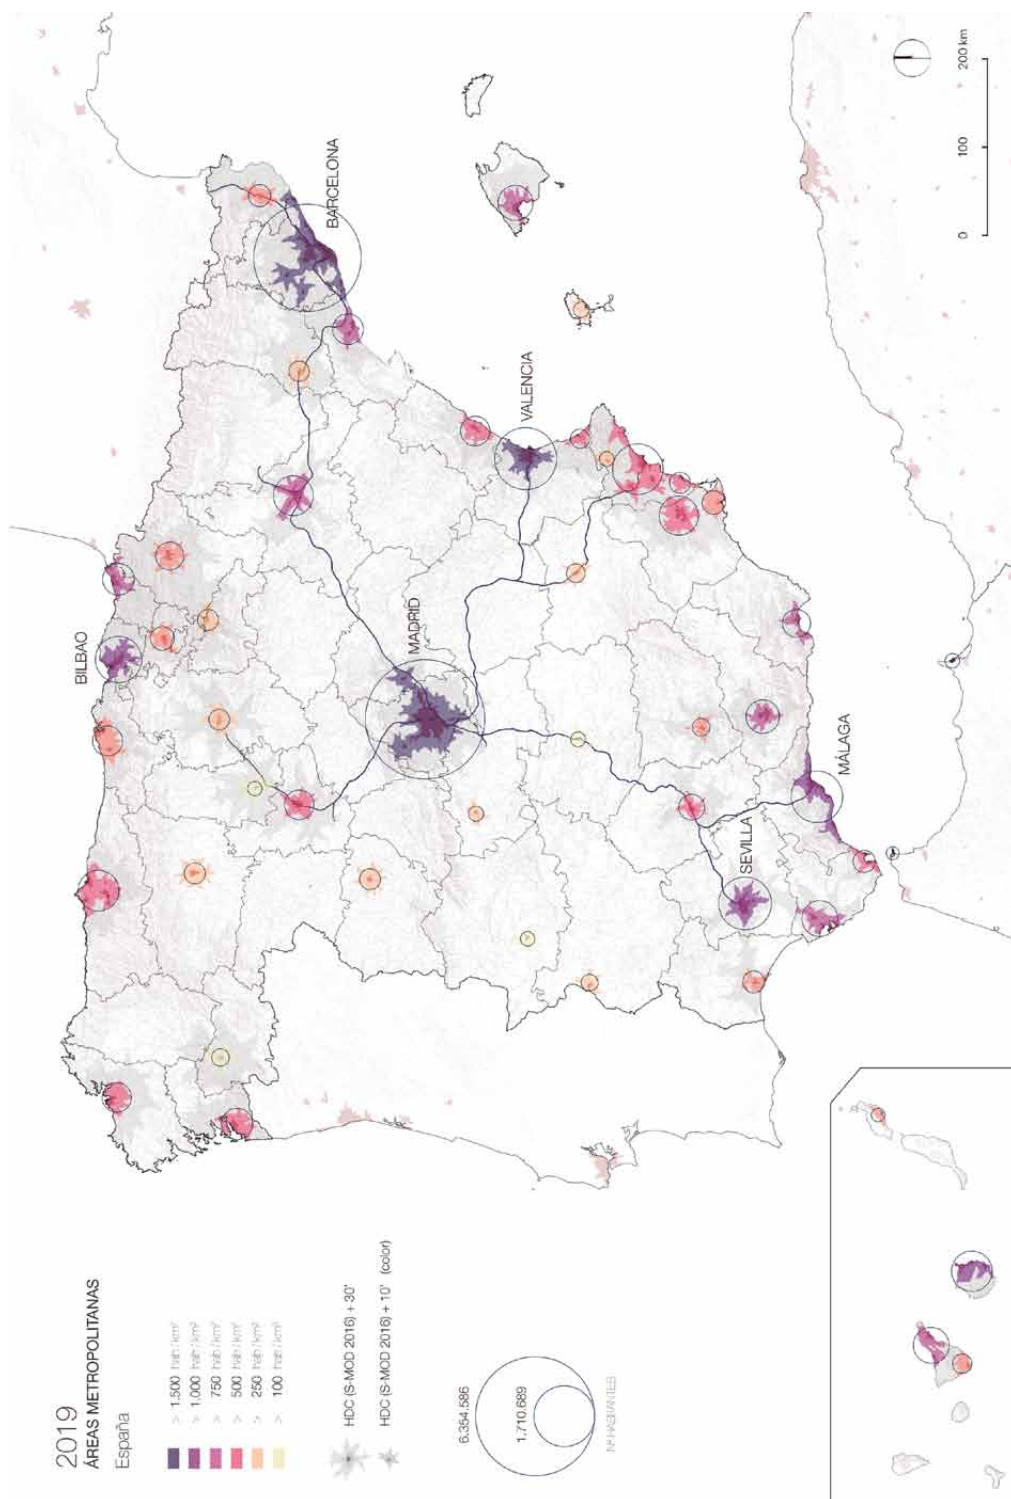 2019
ÁREAS METROPOLITANAS
España
> 1.500 hab / km²
> 1.000 hab / km²
> 750 hab / km²
> 500 hab / km²
> 250 hab / km²
> 100 hab / km²
HDC (S-MOD 2016) + 30'
HDC (S-MOD 2016) + 10' (color)
6.354.586
1.710.689
Nº HABITANTES
BILBAO
BARCELONA
MADRID
VALENCIA
SEVILLA
MÁLAGA
0 100 200 km